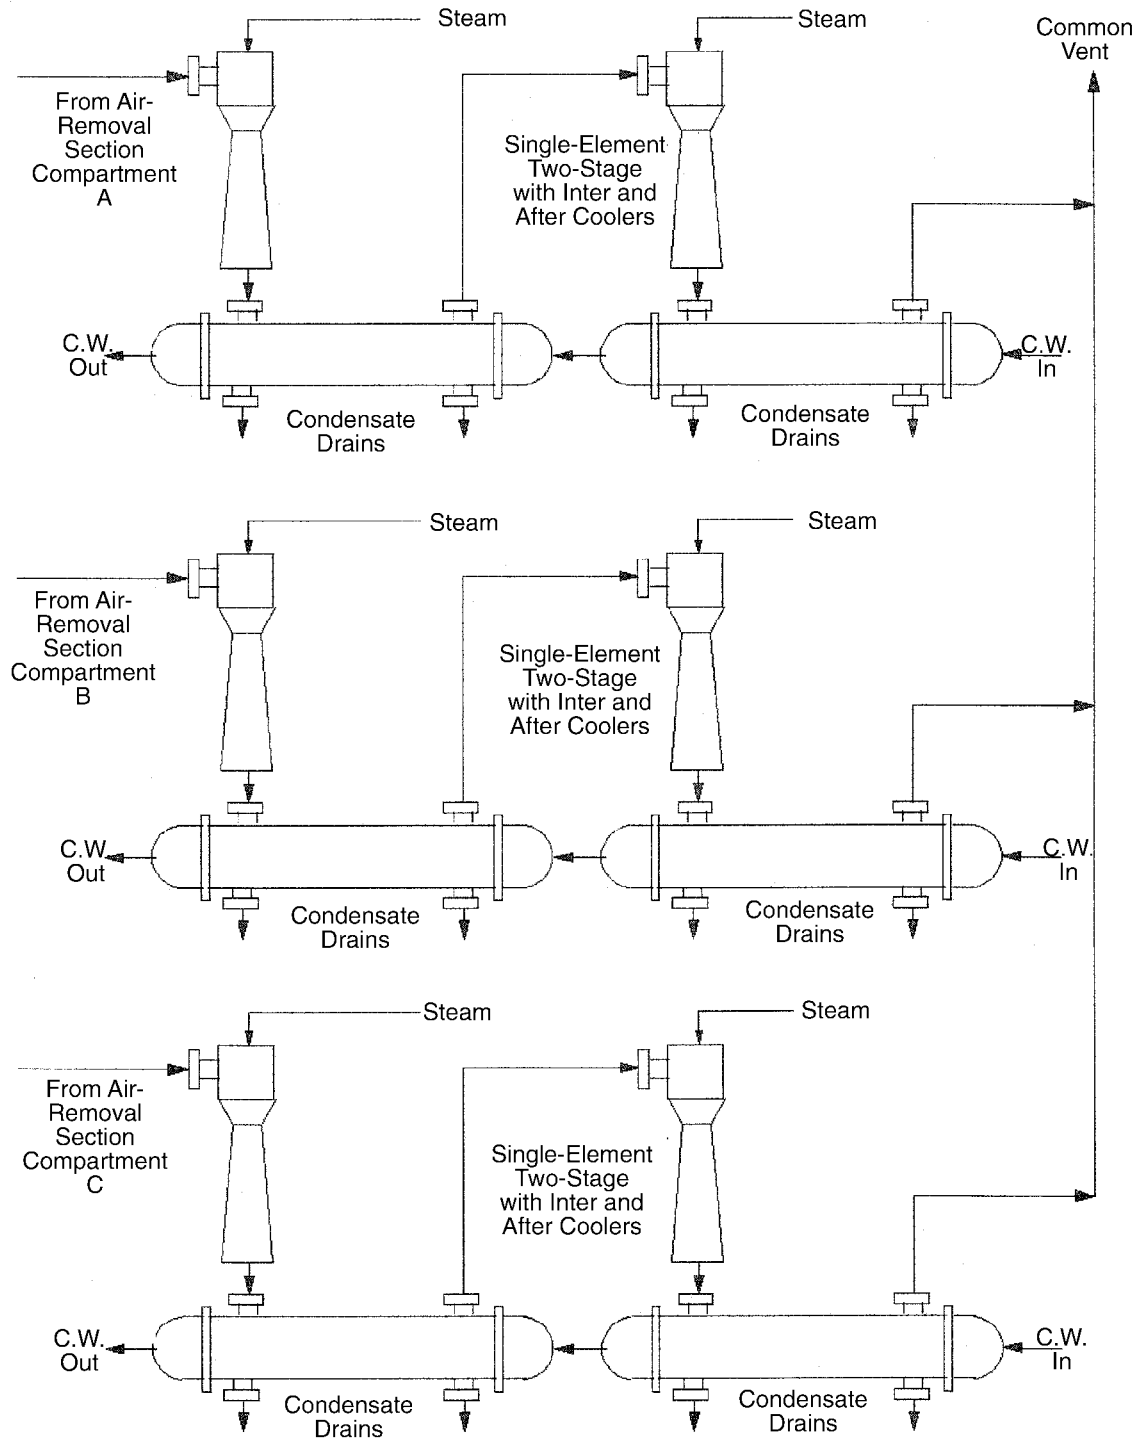 Steam
Steam
Common
Vent
From Air-
Removal
Section
Compartment
A
Single-Element
Two-Stage
with Inter and
After Coolers
C.W.
Out
C.W.
In
Condensate
Drains
Condensate
Drains
Steam
Steam
From Air-
Removal
Section
Compartment
B
Single-Element
Two-Stage
with Inter and
After Coolers
C.W.
Out
C.W.
In
Condensate
Drains
Condensate
Drains
Steam
Steam
From Air-
Removal
Section
Compartment
C
Single-Element
Two-Stage
with Inter and
After Coolers
C.W.
Out
C.W.
In
Condensate
Drains
Condensate
Drains